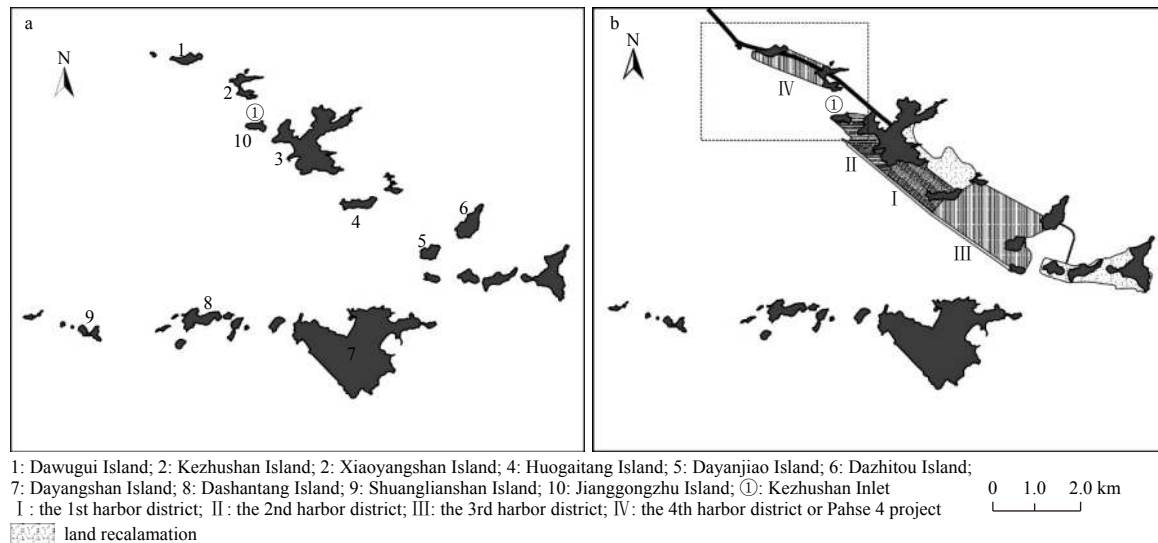 a
N
1
2
①
10
3
4
5
6
7
8
9
b
N
Ⅳ
①
Ⅱ
Ⅰ
Ⅲ
1: Dawugui Island; 2: Kezhushan Island; 2: Xiaoyangshan Island; 4: Huogaitang Island; 5: Dayanjiao Island; 6: Dazhitou Island;
7: Dayangshan Island; 8: Dashantang Island; 9: Shuanglianshan Island; 10: Jianggongzhu Island; ①: Kezhushan Inlet
Ⅰ: the 1st harbor district; Ⅱ: the 2nd harbor district; Ⅲ: the 3rd harbor district; Ⅳ: the 4th harbor district or Pahse 4 project
land recalamation
0 1.0 2.0 km